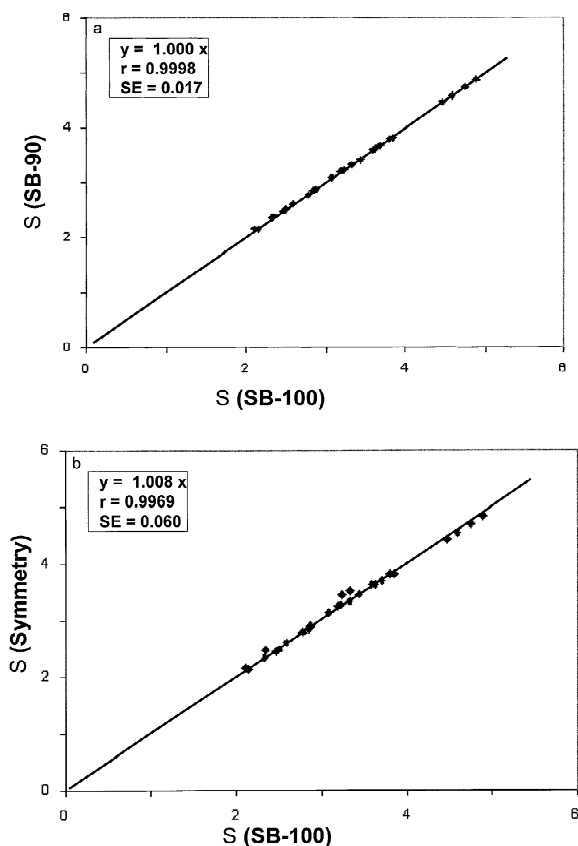 6
a
y = 1.000 x
r = 0.9998
SE = 0.017
4
2
0
S (SB-90)
0 2 4 6
S (SB-100)
6
b
y = 1.008 x
r = 0.9969
SE = 0.060
4
2
0
S (Symmetry)
0 2 4 6
S (SB-100)